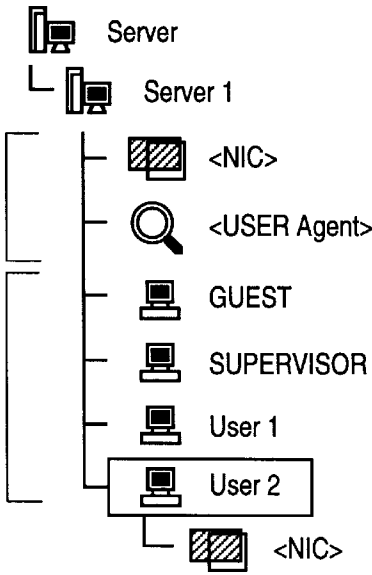 Server
Server 1
<NIC>
<USER Agent>
GUEST
SUPERVISOR
User 1
User 2
<NIC>